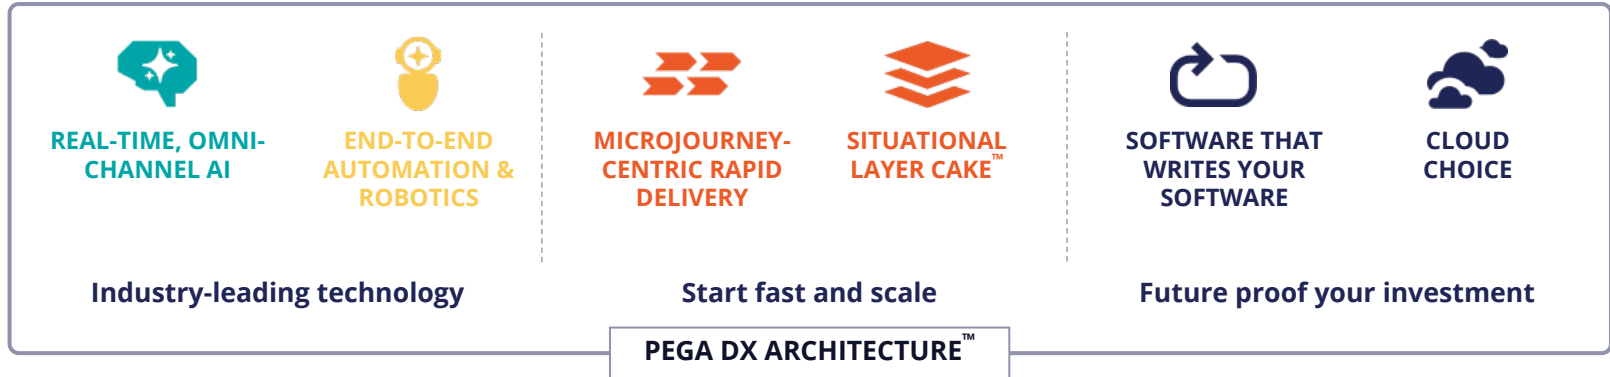 REAL-TIME, OMNI-
CHANNEL AI
END-TO-END
AUTOMATION &
ROBOTICS
MICROJOURNEY-
CENTRIC RAPID
DELIVERY
SITUATIONAL
LAYER CAKE™
SOFTWARE THAT
WRITES YOUR
SOFTWARE
CLOUD
CHOICE
Industry-leading technology
Start fast and scale
Future proof your investment
PEGA DX ARCHITECTURE™